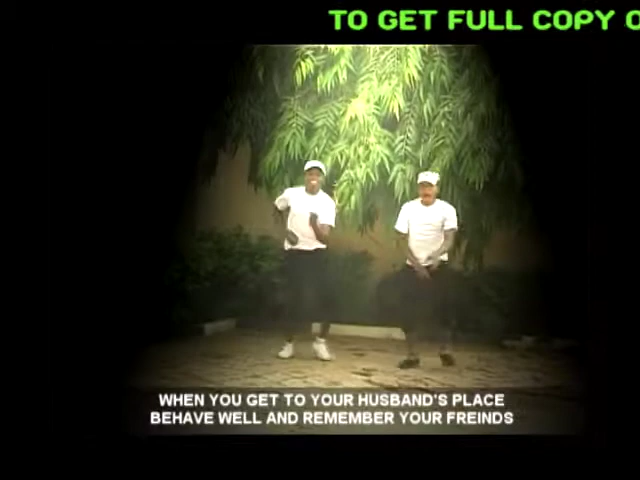 TO GET FULL COPY O
WHEN YOU GET TO YOUR HUSBAND'S PLACE
BEHAVE WELL AND REMEMBER YOUR FREINDS